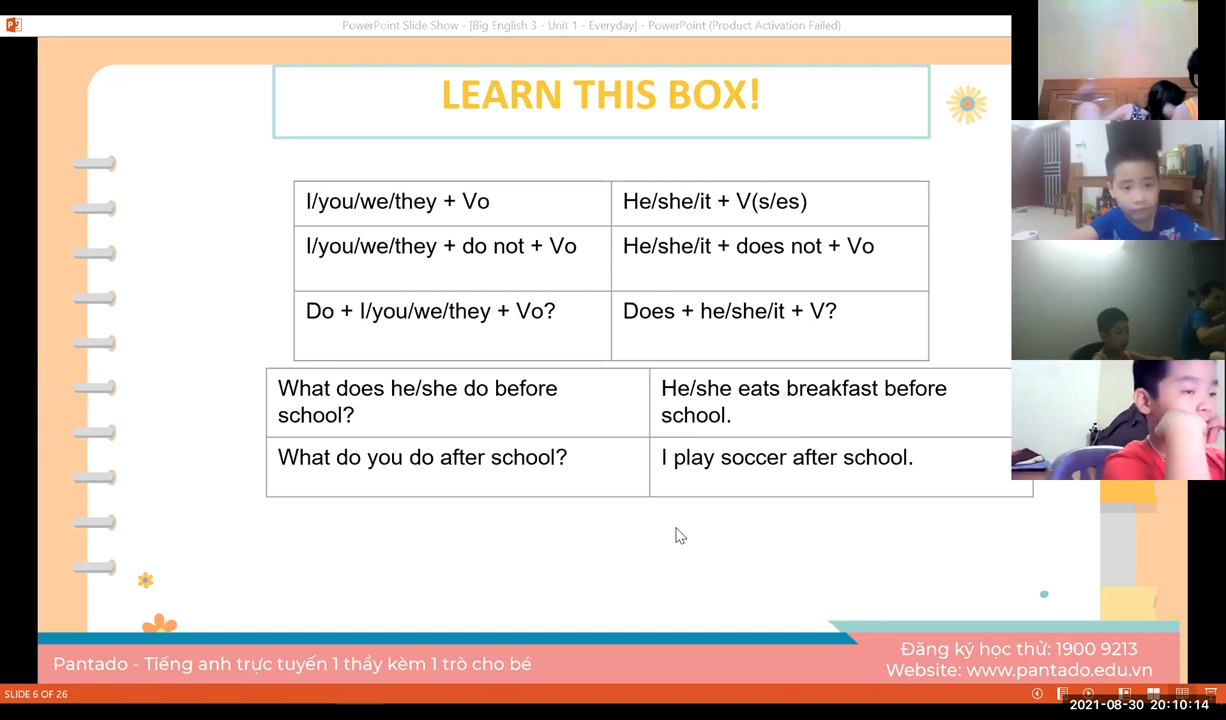 PowerPoint Slide Show - [Big English 3 - Unit 1 - Everyday] - PowerPoint (Product Activation Failed)
LEARN THIS BOX!
I/you/we/they + Vo
He/she/it + V(s/es)
I/you/we/they + do not + Vo
He/she/it + does not + Vo
Do + I/you/we/they + Vo?
Does + he/she/it + V?
What does he/she do before
school?
He/she eats breakfast before
school.
What do you do after school?
I play soccer after school.
Pantado - Tiếng anh trực tuyến 1 thầy kèm 1 trò cho bé
Đăng ký học thử: 1900 9213
Website: www.pantado.edu.vn
SLIDE 6 OF 26
2021-08-30 20:10:14